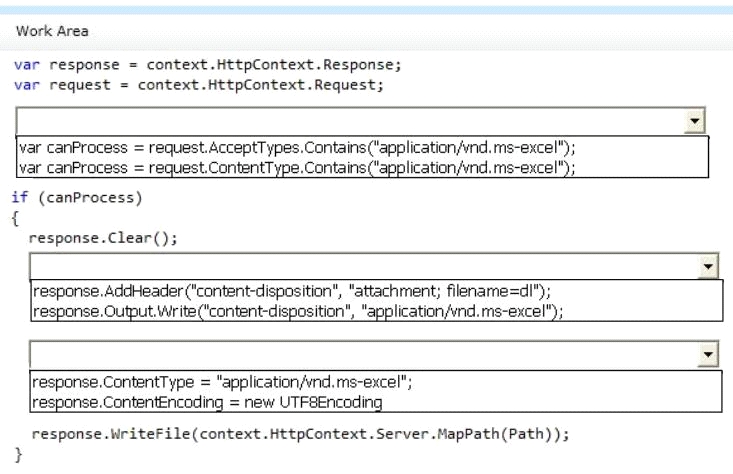 Work Area
var response = context.HttpContext.Response;
var request = context.HttpContext.Request;
var canProcess = request.AcceptTypes.Contains("application/vnd.ms-excel");
var canProcess = request.ContentType.Contains("application/vnd.ms-excel");
if (canProcess)
{
response.Clear();
response.AddHeader("content-disposition", "attachment; filename=dl");
response.Output.Write("content-disposition", "application/vnd.ms-excel");
response.ContentType = "application/vnd.ms-excel";
response.ContentEncoding = new UTF8Encoding
response.WriteFile(context.HttpContext.Server.MapPath(Path));
}